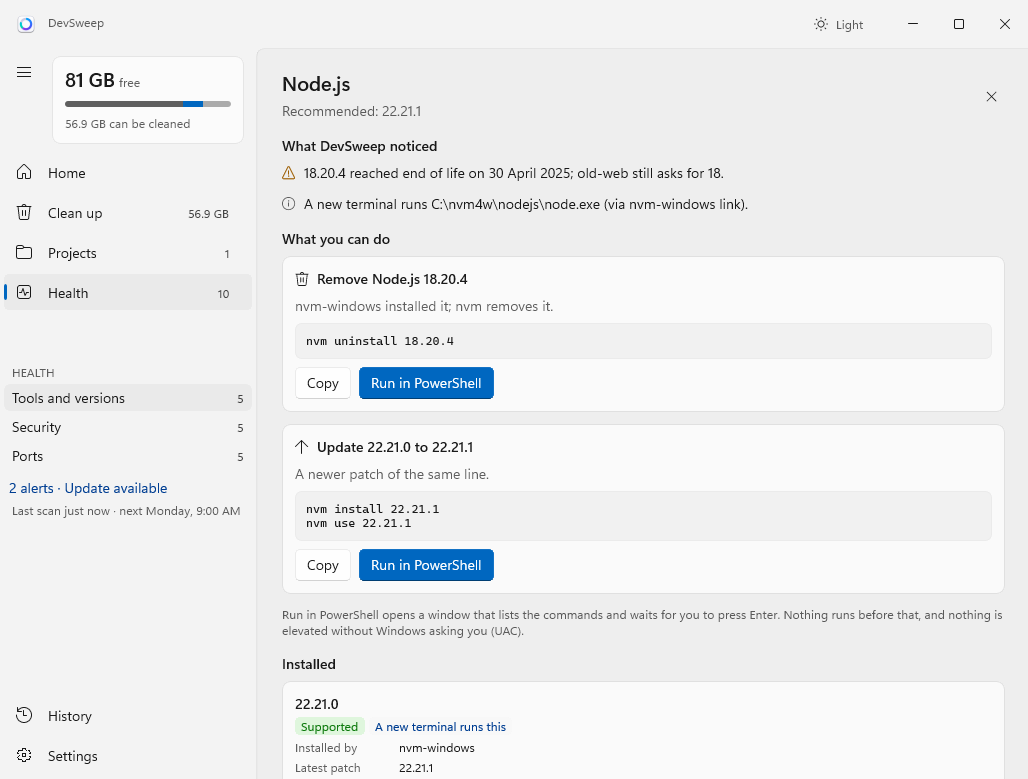 DevSweep
Light
81 GB free
56.9 GB can be cleaned
Home
Clean up 56.9 GB
Projects 1
Health 10
HEALTH
Tools and versions 5
Security 5
Ports 5
2 alerts · Update available
Last scan just now · next Monday, 9:00 AM
History
Settings
Node.js
Recommended: 22.21.1
What DevSweep noticed
18.20.4 reached end of life on 30 April 2025; old-web still asks for 18.
A new terminal runs C:\nvm4w\nodejs\node.exe (via nvm-windows link).
What you can do
Remove Node.js 18.20.4
nvm-windows installed it; nvm removes it.
nvm uninstall 18.20.4
Copy Run in PowerShell
Update 22.21.0 to 22.21.1
A newer patch of the same line.
nvm install 22.21.1
nvm use 22.21.1
Copy Run in PowerShell
Run in PowerShell opens a window that lists the commands and waits for you to press Enter. Nothing runs before that, and nothing is
elevated without Windows asking you (UAC).
Installed
22.21.0
Supported A new terminal runs this
Installed by nvm-windows
Latest patch 22.21.1